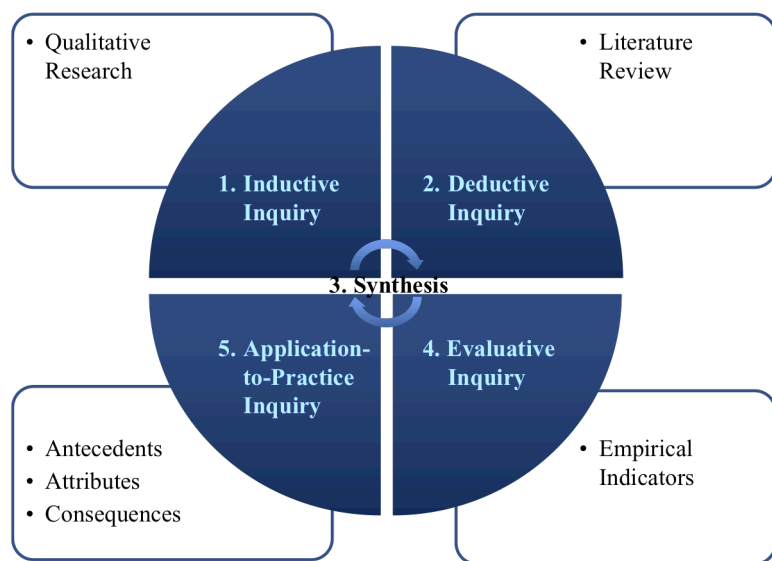 • Qualitative
Research
• Literature
Review
1. Inductive
Inquiry
2. Deductive
Inquiry
3. Synthesis
5. Application-
to-Practice
Inquiry
4. Evaluative
Inquiry
• Antecedents
• Attributes
• Consequences
• Empirical
Indicators